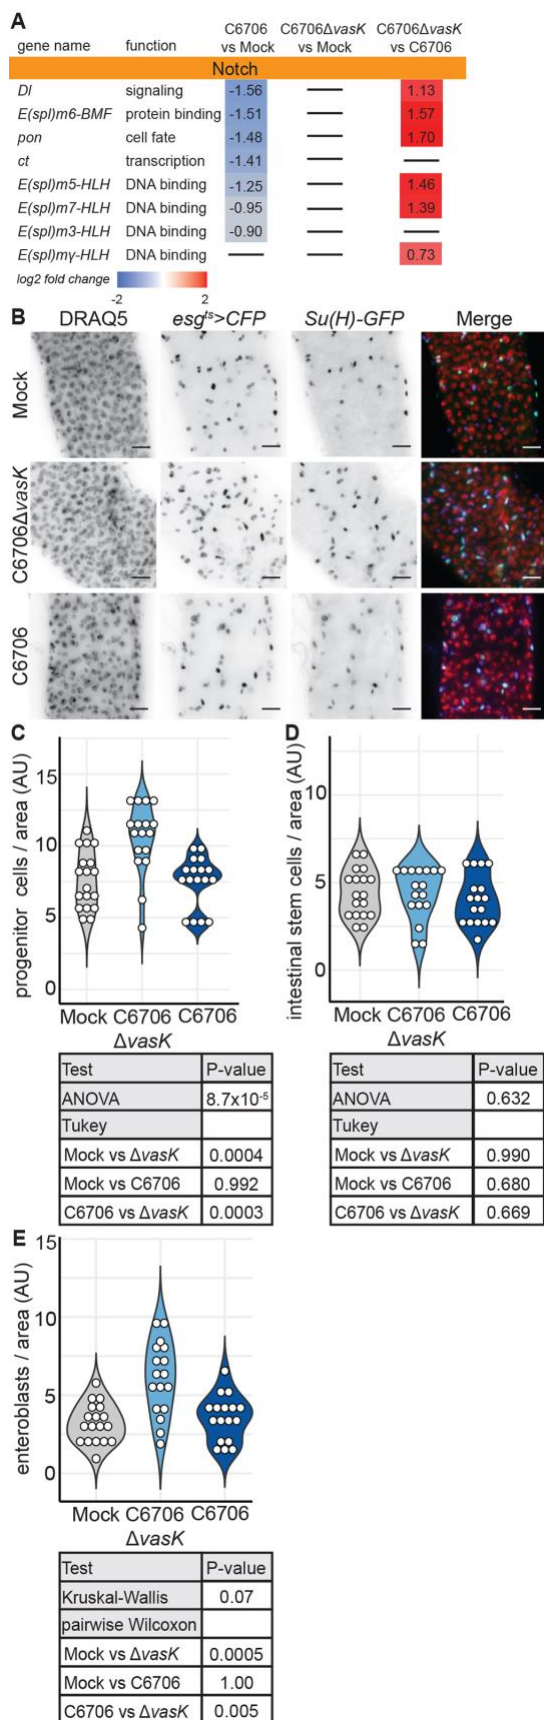 A
C6706 C6706ΔvasK C6706ΔvasK
gene name function vs Mock vs Mock vs C6706
Notch
Dl signaling -1.56 — 1.13
E(spl)m6-BMF protein binding -1.51 — 1.57
pon cell fate -1.48 — 1.70
ct transcription -1.41 — —
E(spl)m5-HLH DNA binding -1.25 — 1.46
E(spl)m7-HLH DNA binding -0.95 — 1.39
E(spl)m3-HLH DNA binding -0.90 — —
E(spl)mγ-HLH DNA binding — — 0.73
log2 fold change
-2 2
B DRAQ5 esgts>CFP Su(H)-GFP Merge
Mock
C6706ΔvasK
C6706
C
progenitor cells / area (AU)
15
10
5
0
Mock C6706 C6706
ΔvasK
Test P-value
ANOVA 8.7x10-5
Tukey
Mock vs ΔvasK 0.0004
Mock vs C6706 0.992
C6706 vs ΔvasK 0.0003
D
intestinal stem cells / area (AU)
10
5
0
Mock C6706 C6706
ΔvasK
Test P-value
ANOVA 0.632
Tukey
Mock vs ΔvasK 0.990
Mock vs C6706 0.680
C6706 vs ΔvasK 0.669
E
enteroblasts / area (AU)
15
10
5
0
Mock C6706 C6706
ΔvasK
Test P-value
Kruskal-Wallis 0.07
pairwise Wilcoxon
Mock vs ΔvasK 0.0005
Mock vs C6706 1.00
C6706 vs ΔvasK 0.005